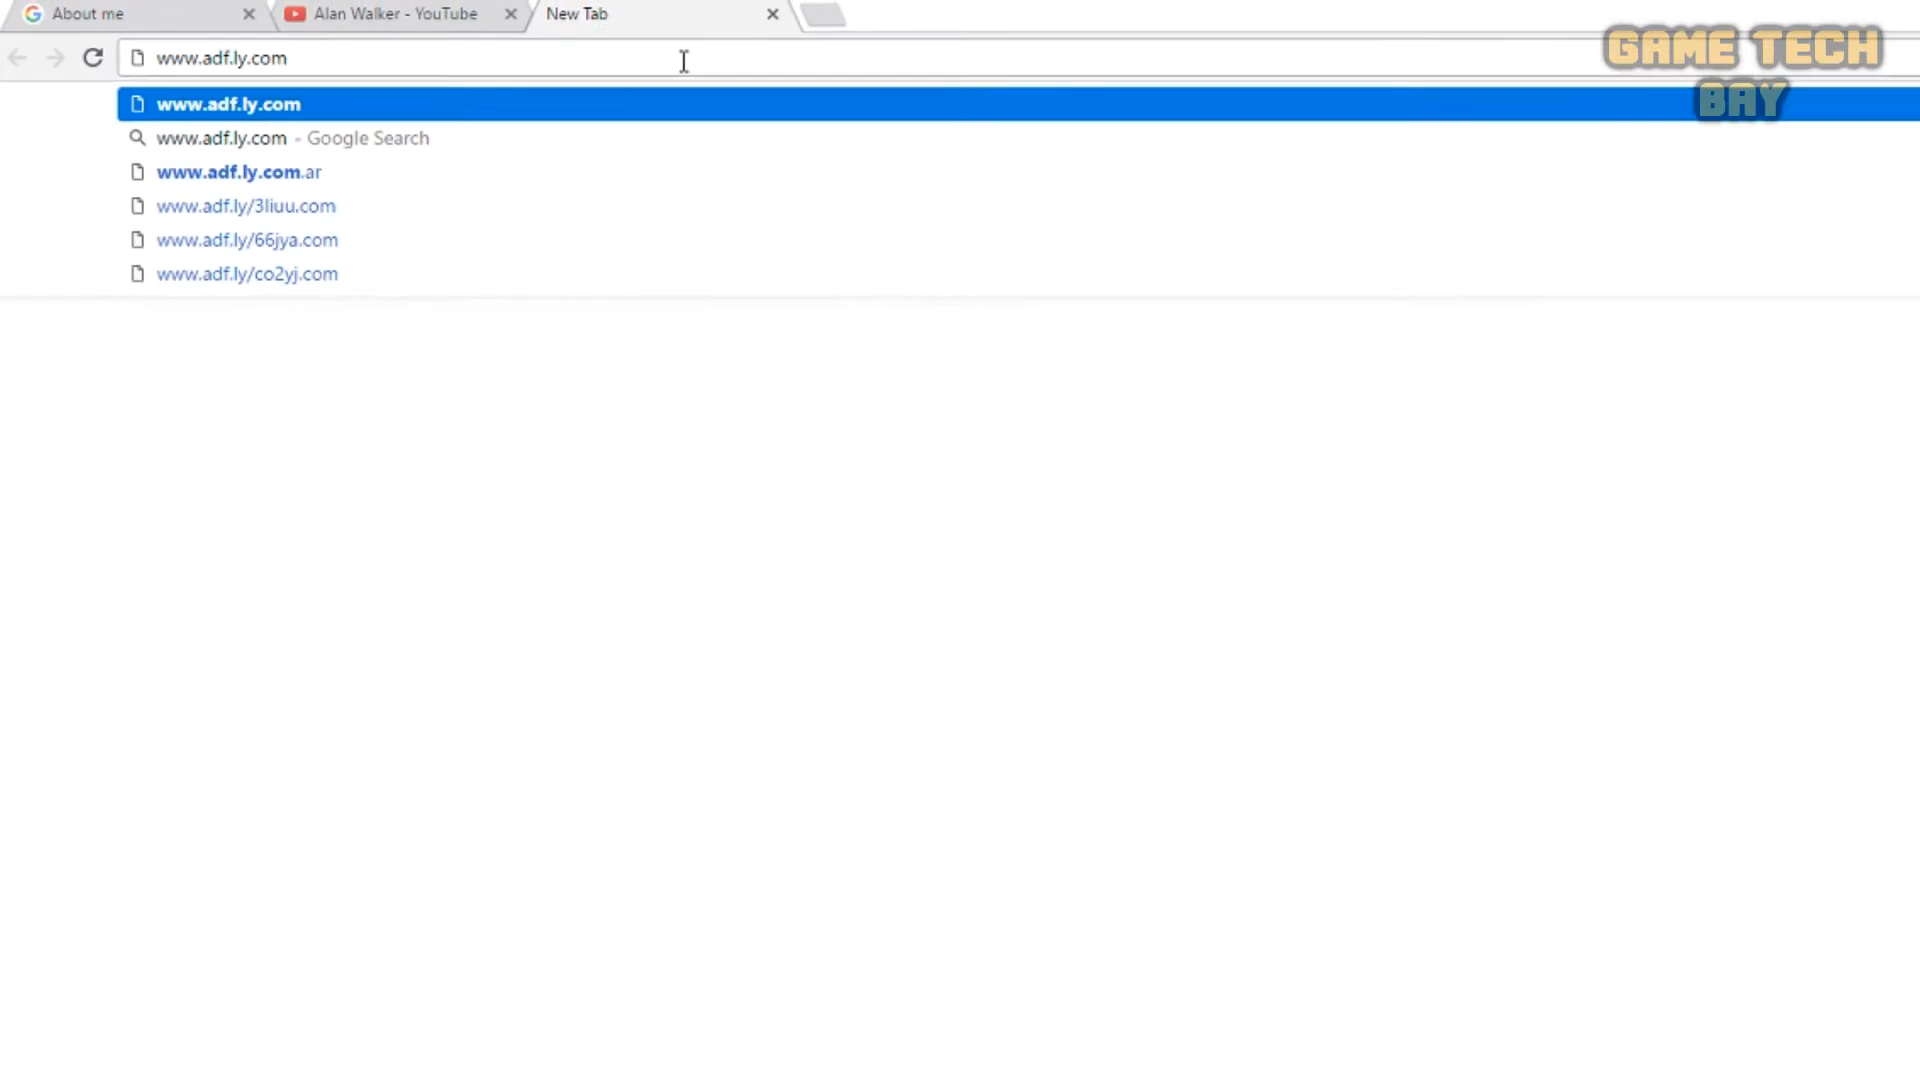 About me
Alan Walker - YouTube
New Tab
www.adf.ly.com
GAME TECH
BAY
www.adf.ly.com
www.adf.ly.com - Google Search
www.adf.ly.com.ar
www.adf.ly/3liuu.com
www.adf.ly/66jya.com
www.adf.ly/co2yj.com